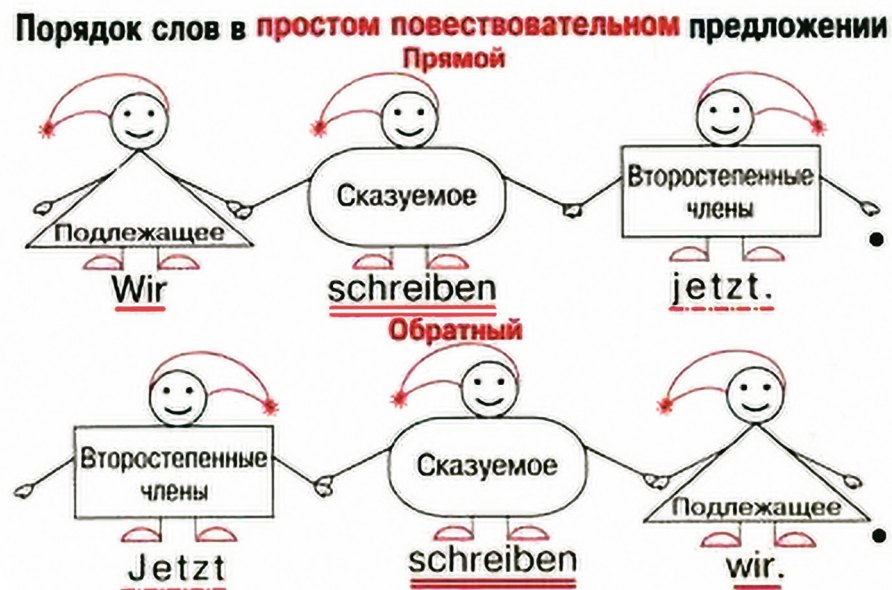 Порядок слов в простом повествовательном предложении
Прямой
Подлежащее
Сказуемое
Второстепенные
члены
Wir schreiben jetzt.
Обратный
Второстепенные
члены
Сказуемое
Подлежащее
Jetzt schreiben wir.